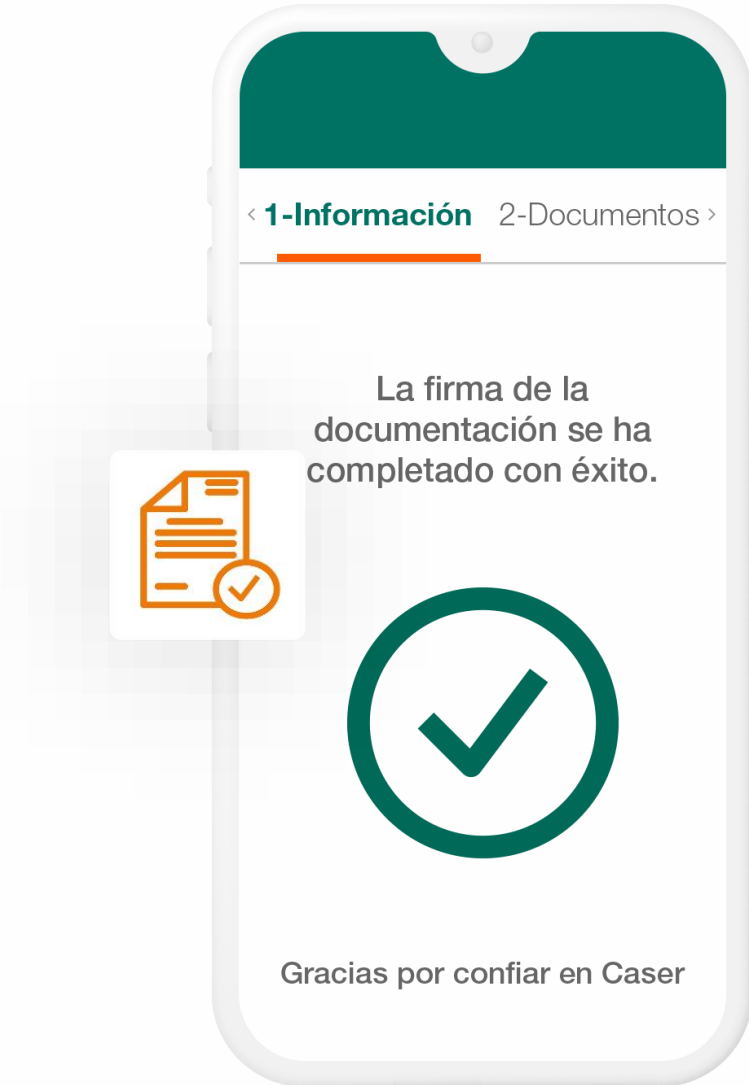 < 1-Información 2-Documentos >
La firma de la
documentación se ha
completado con éxito.
Gracias por confiar en Caser